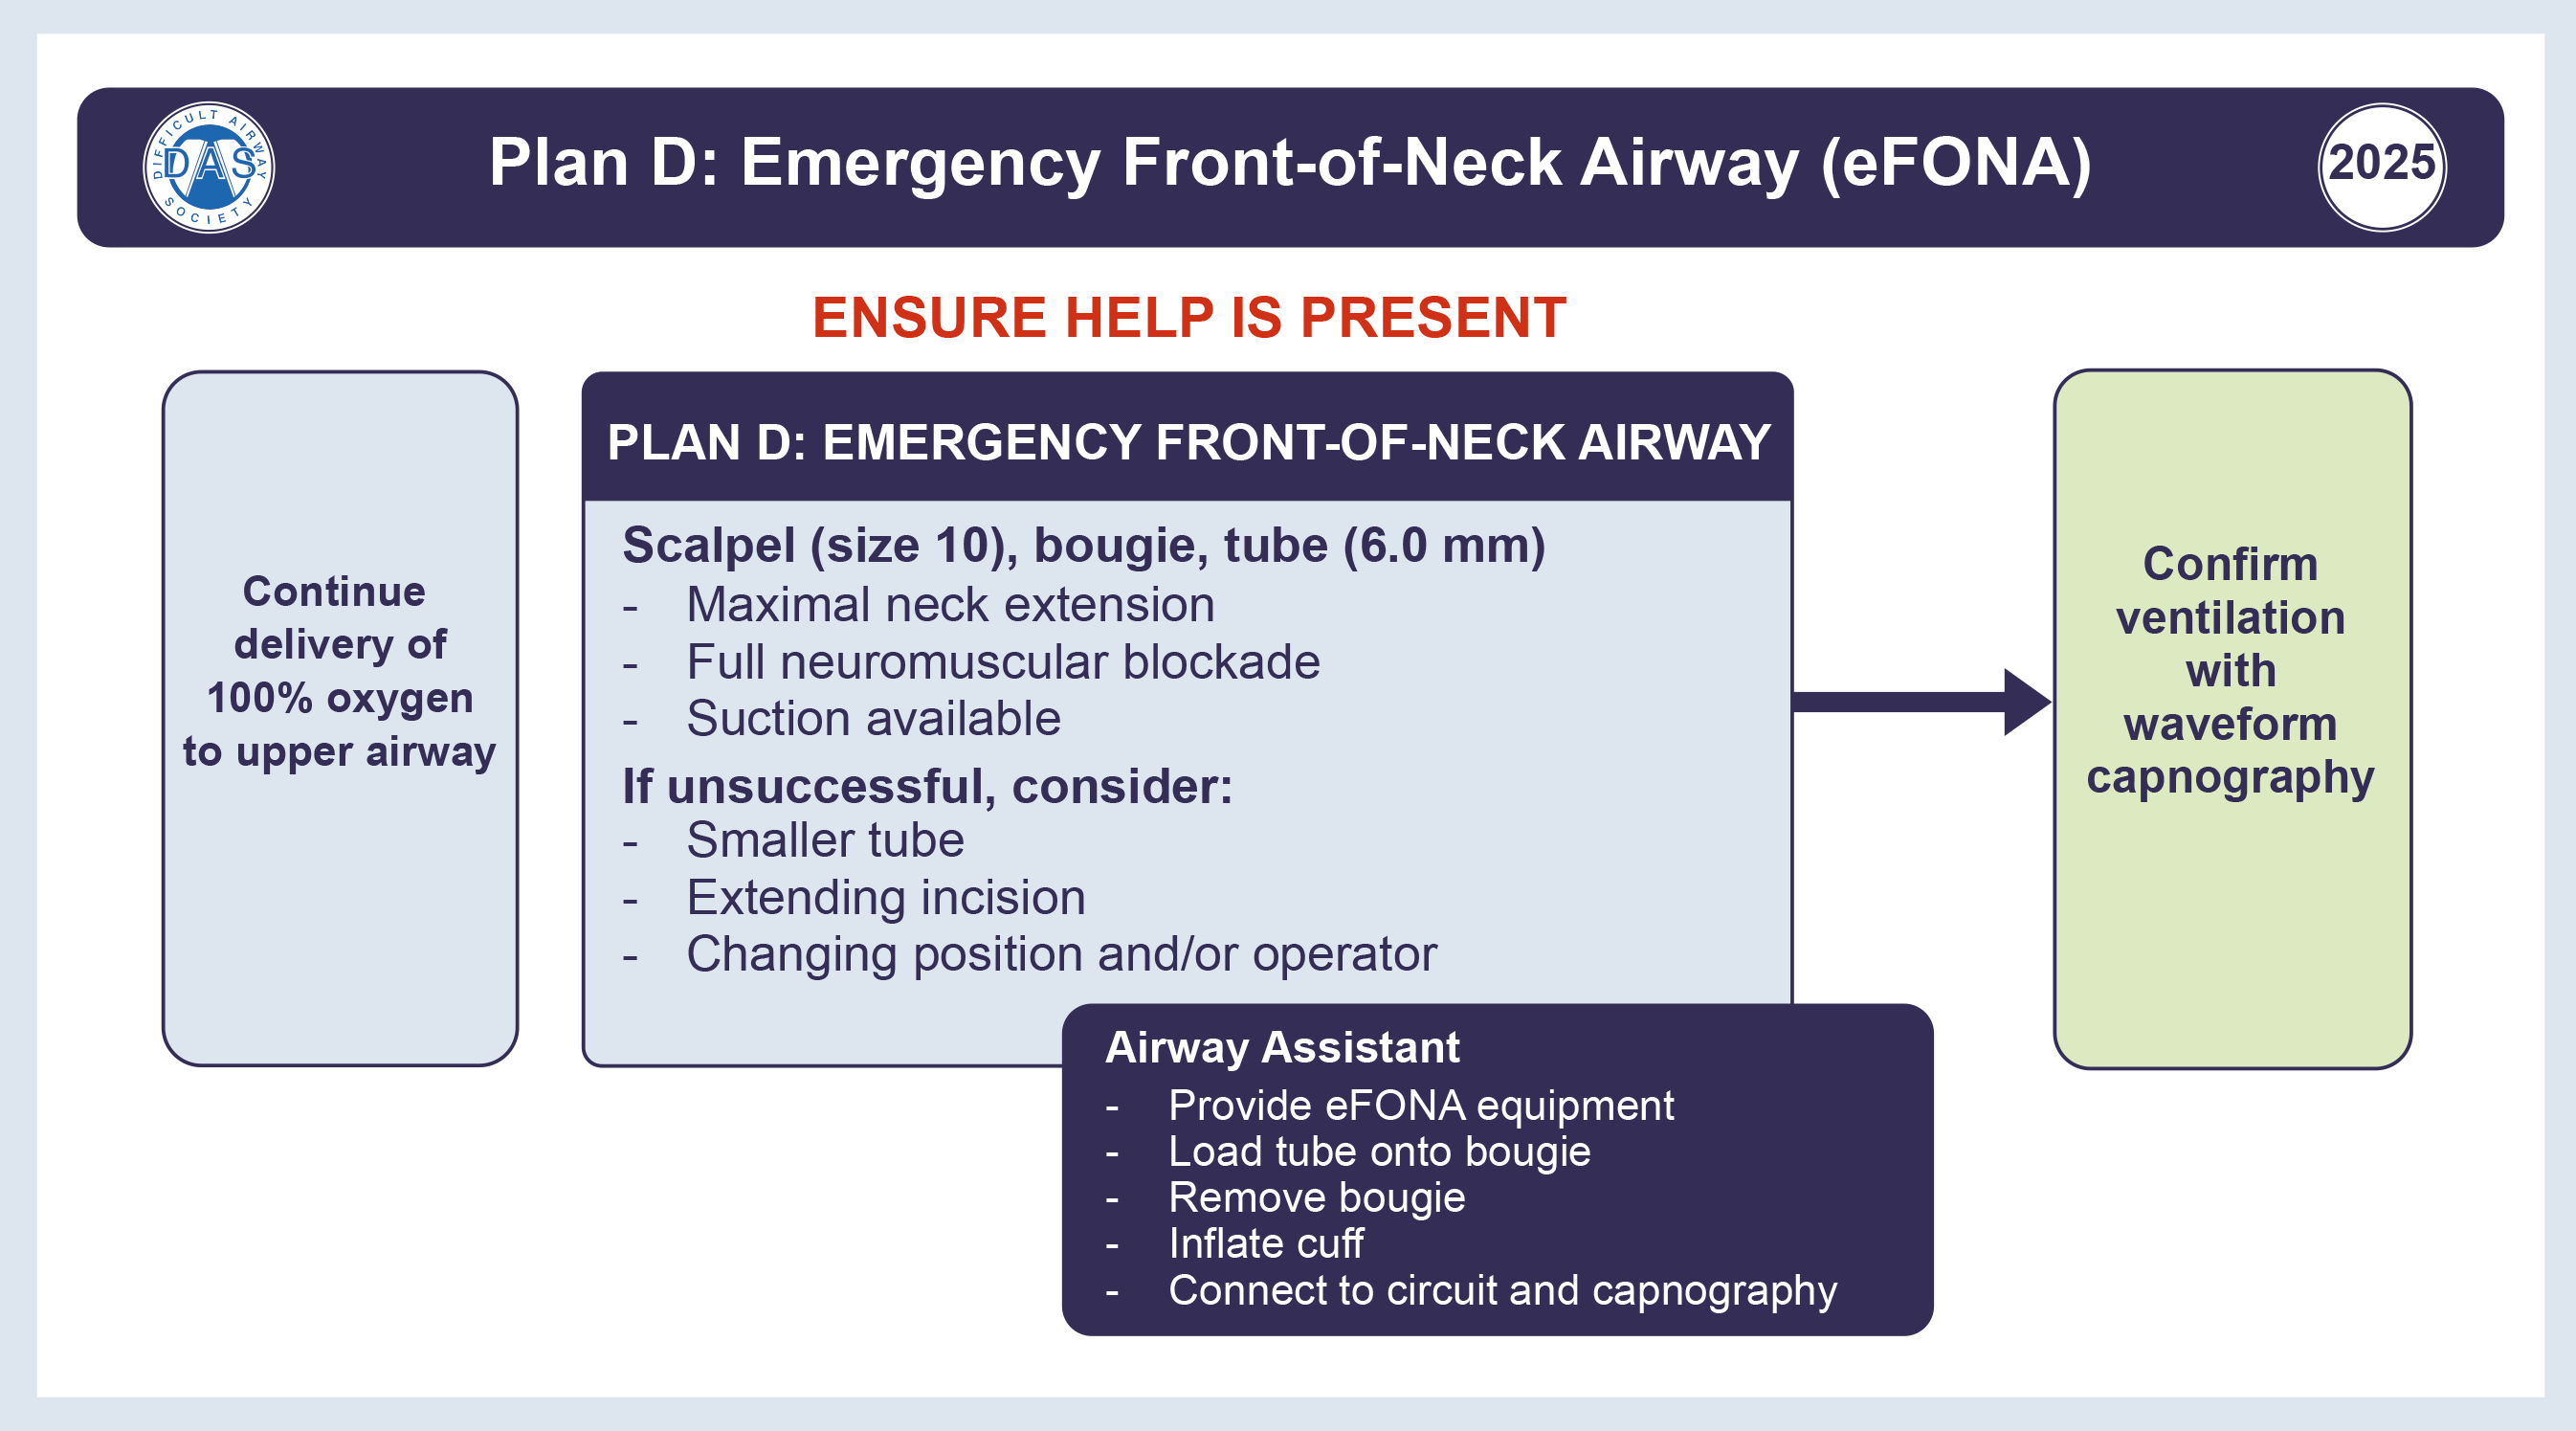 DIFFICULT AIRWAY
DAS
SOCIETY
Plan D: Emergency Front-of-Neck Airway (eFONA)
2025
ENSURE HELP IS PRESENT
Continue
delivery of
100% oxygen
to upper airway
PLAN D: EMERGENCY FRONT-OF-NECK AIRWAY
Scalpel (size 10), bougie, tube (6.0 mm)
- Maximal neck extension
- Full neuromuscular blockade
- Suction available
If unsuccessful, consider:
- Smaller tube
- Extending incision
- Changing position and/or operator
Airway Assistant
- Provide eFONA equipment
- Load tube onto bougie
- Remove bougie
- Inflate cuff
- Connect to circuit and capnography
Confirm
ventilation
with
waveform
capnography